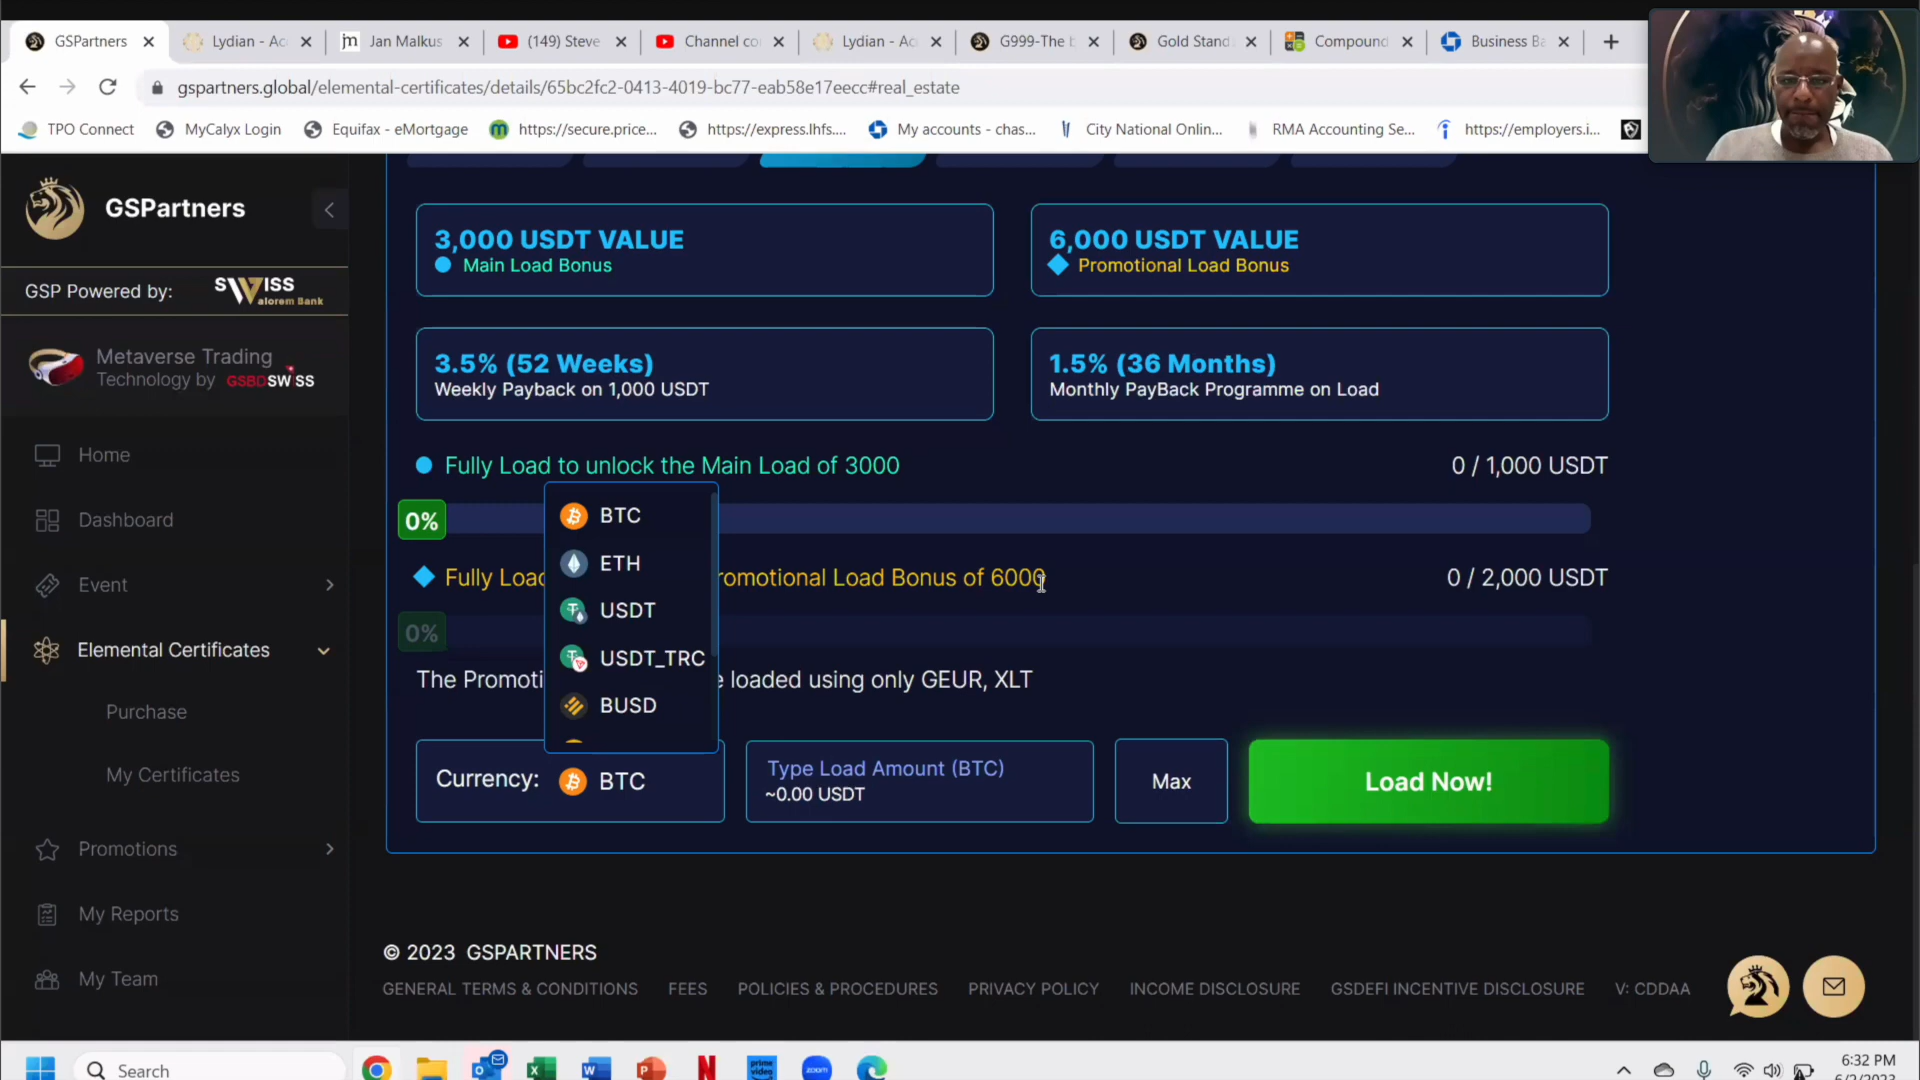 GSPartners
Lydian - Ac
Jan Malkus
(149) Steve
Channel co
Lydian - Ac
G999-The b
Gold Stand
Compound
Business Ba
gspartners.global/elemental-certificates/details/65bc2fc2-0413-4019-bc77-eab58e17eecc#real_estate
TPO Connect
MyCalyx Login
Equifax - eMortgage
https://secure.price...
https://express.lhfs....
My accounts - chas...
City National Onlin...
RMA Accounting Se...
https://employers.i...
GSPartners
GSP Powered by:
SWISS
Valorem Bank
Metaverse Trading
Technology by GSBDSWISS
Home
Dashboard
Event
Elemental Certificates
Purchase
My Certificates
Promotions
My Reports
My Team
3,000 USDT VALUE
Main Load Bonus
6,000 USDT VALUE
Promotional Load Bonus
3.5% (52 Weeks)
Weekly Payback on 1,000 USDT
1.5% (36 Months)
Monthly PayBack Programme on Load
Fully Load to unlock the Main Load of 3000
0 / 1,000 USDT
0%
Fully Load
romotional Load Bonus of 6000
0 / 2,000 USDT
0%
The Promoti
e loaded using only GEUR, XLT
BTC
ETH
USDT
USDT_TRC
BUSD
Currency: BTC
Type Load Amount (BTC)
~0.00 USDT
Max
Load Now!
© 2023 GSPARTNERS
GENERAL TERMS & CONDITIONS
FEES
POLICIES & PROCEDURES
PRIVACY POLICY
INCOME DISCLOSURE
GSDEFI INCENTIVE DISCLOSURE
V: CDDAA
Search
prime video
zoom
6:32 PM
6/2/2023